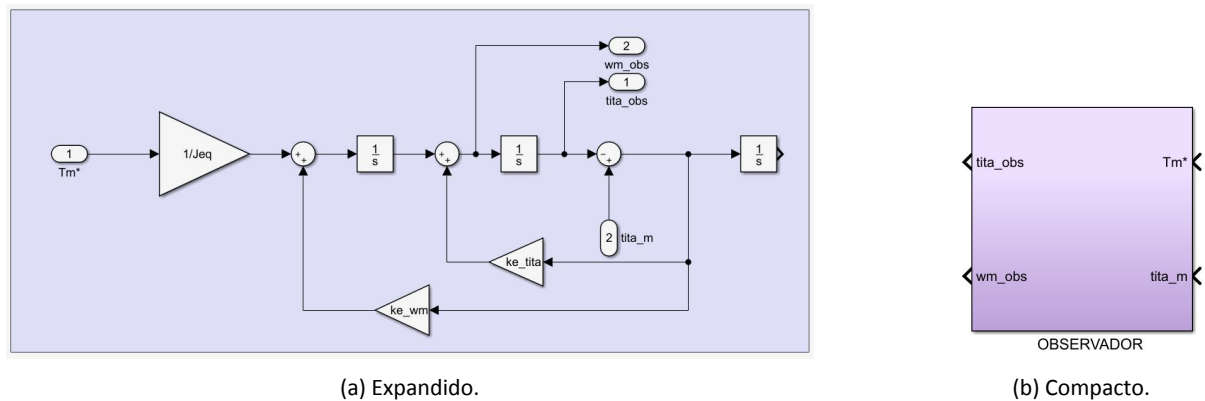 2
wm_obs
1
tita_obs
1
Tm*
1/Jeq
+
+
1
s
+
+
1
s
−
+
1
s
2
tita_m
ke_tita
ke_wm
(a) Expandido.
tita_obs
Tm*
wm_obs
tita_m
OBSERVADOR
(b) Compacto.